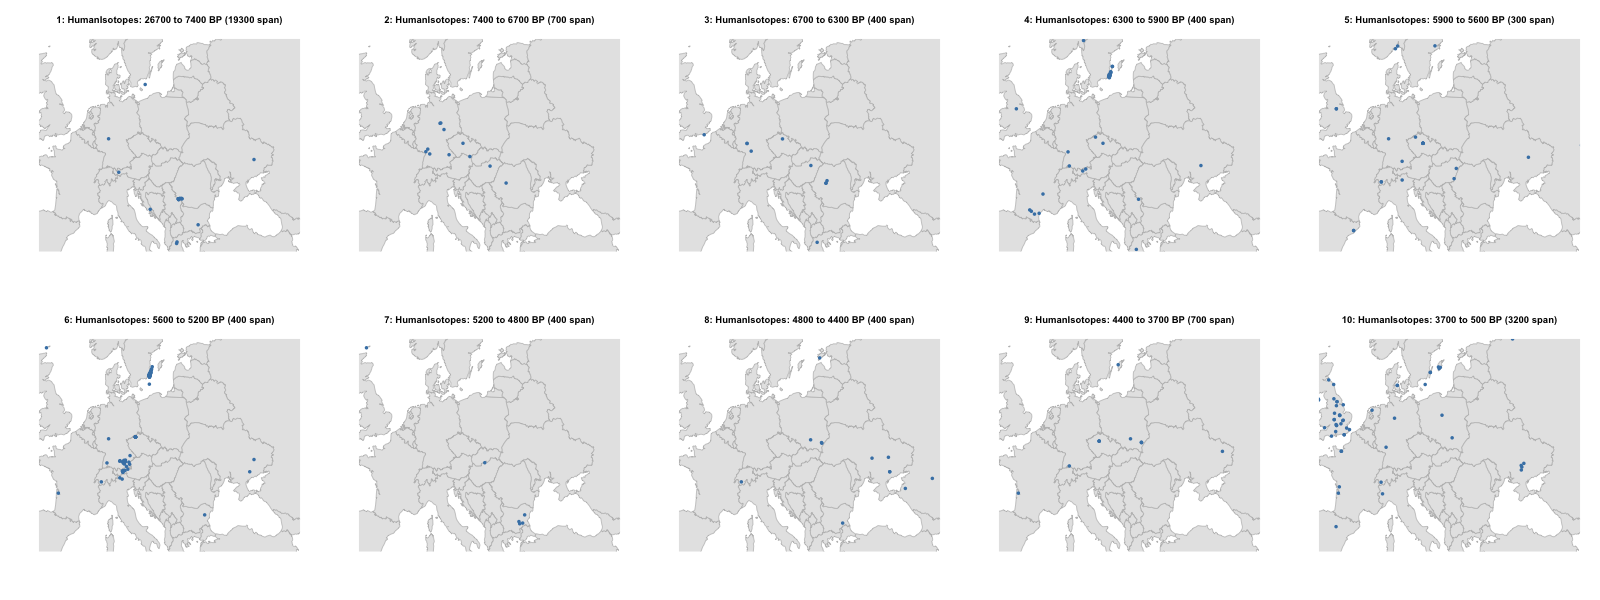 1: HumanIsotopes: 26700 to 7400 BP (19300 span)
2: HumanIsotopes: 7400 to 6700 BP (700 span)
3: HumanIsotopes: 6700 to 6300 BP (400 span)
4: HumanIsotopes: 6300 to 5900 BP (400 span)
5: HumanIsotopes: 5900 to 5600 BP (300 span)
6: HumanIsotopes: 5600 to 5200 BP (400 span)
7: HumanIsotopes: 5200 to 4800 BP (400 span)
8: HumanIsotopes: 4800 to 4400 BP (400 span)
9: HumanIsotopes: 4400 to 3700 BP (700 span)
10: HumanIsotopes: 3700 to 500 BP (3200 span)